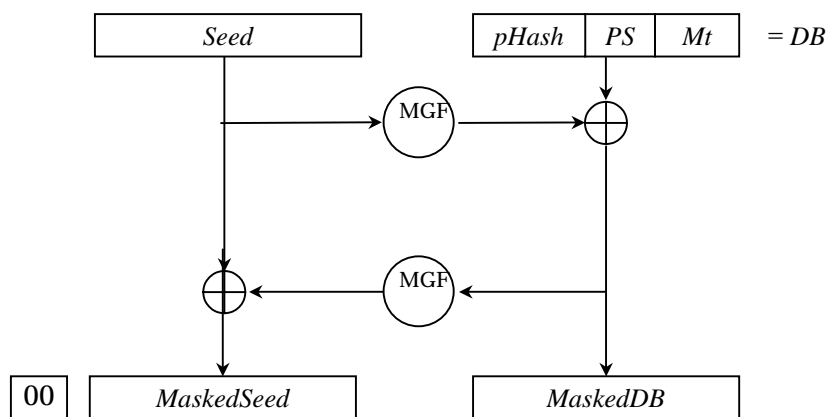 Seed pHash PS Mt = DB
MGF
MGF
00 MaskedSeed MaskedDB